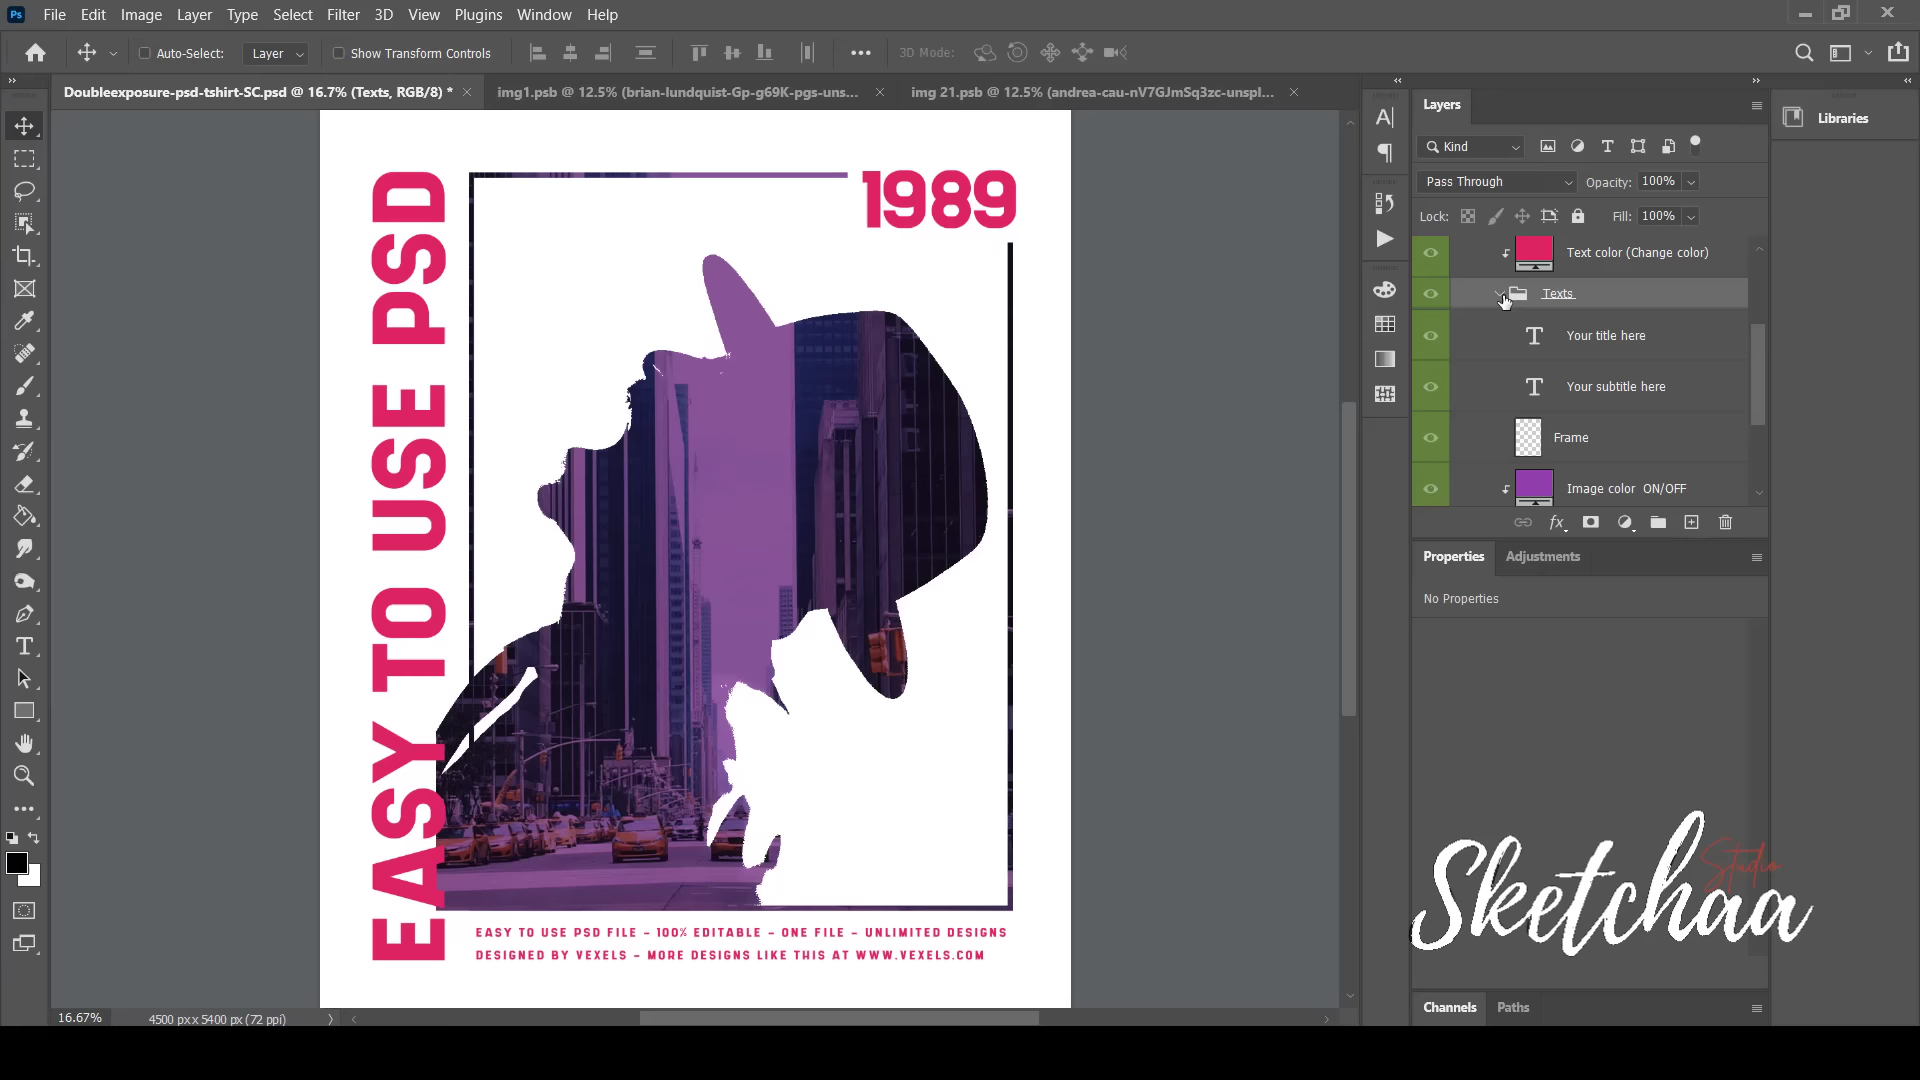 Ps File Edit Image Layer Type Select Filter 3D View Plugins Window Help
Auto-Select: Layer Show Transform Controls 3D Mode:
Doubleexposure-psd-tshirt-SC.psd @ 16.7% (Texts, RGB/8) * img1.psb @ 12.5% (brian-lundquist-Gp-g69K-pgs-uns... img 21.psb @ 12.5% (andrea-cau-nV7GJmSq3zc-unspl...
EASY TO USE PSD
1989
EASY TO USE PSD FILE - 100% EDITABLE - ONE FILE - UNLIMITED DESIGNS
DESIGNED BY VEXELS - MORE DESIGNS LIKE THIS AT WWW.VEXELS.COM
16.67% 4500 px x 5400 px (72 ppi)
Layers
Kind
Pass Through Opacity: 100%
Lock: Fill: 100%
Text color (Change color)
Texts
Your title here
Your subtitle here
Frame
Image color ON/OFF
Properties Adjustments
No Properties
Channels Paths
Libraries
Studio
Sketchaa